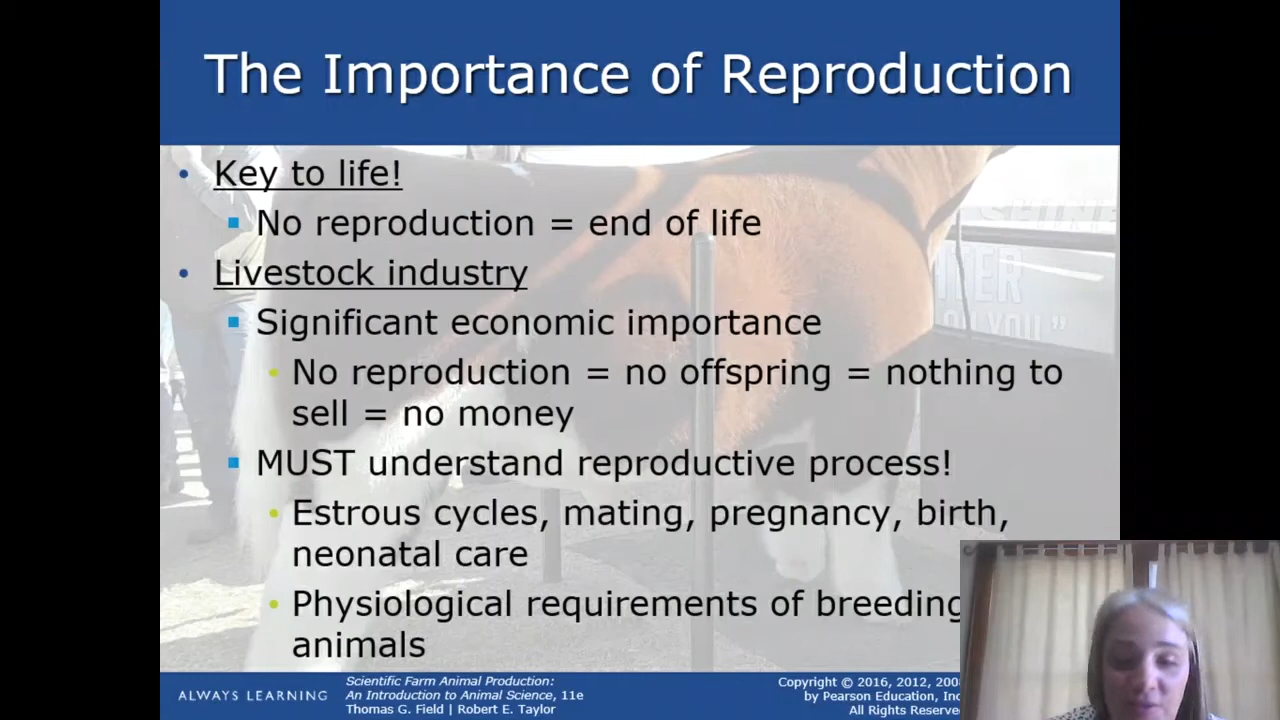 The Importance of Reproduction
• Key to life!
▪ No reproduction = end of life
• Livestock industry
▪ Significant economic importance
• No reproduction = no offspring = nothing to
sell = no money
▪ MUST understand reproductive process!
• Estrous cycles, mating, pregnancy, birth,
neonatal care
• Physiological requirements of breeding
animals
ALWAYS LEARNING
Scientific Farm Animal Production:
An Introduction to Animal Science, 11e
Thomas G. Field | Robert E. Taylor
Copyright © 2016, 2012,
by Pearson Education,
All Rights